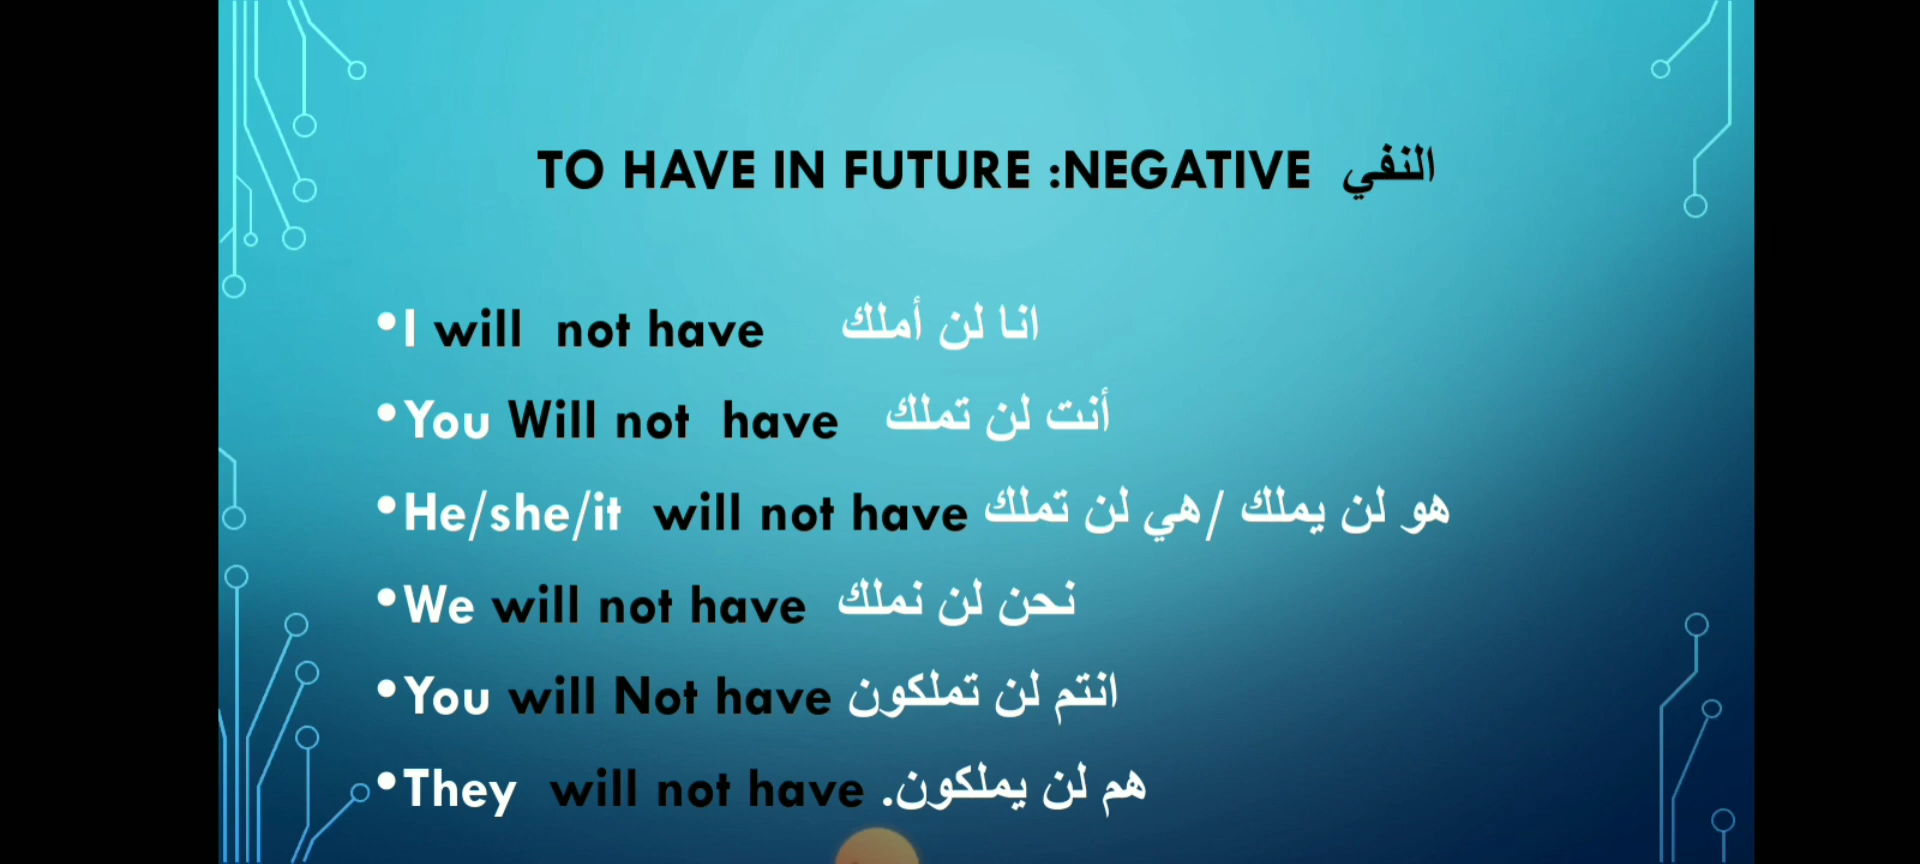 TO HAVE IN FUTURE :NEGATIVE النفي
•I will not have انا لن أملك
•You Will not have أنت لن تملك
•He/she/it will not have هو لن يملك /هي لن تملك
•We will not have نحن لن نملك
•You will Not have انتم لن تملكون
•They will not have هم لن يملكون.